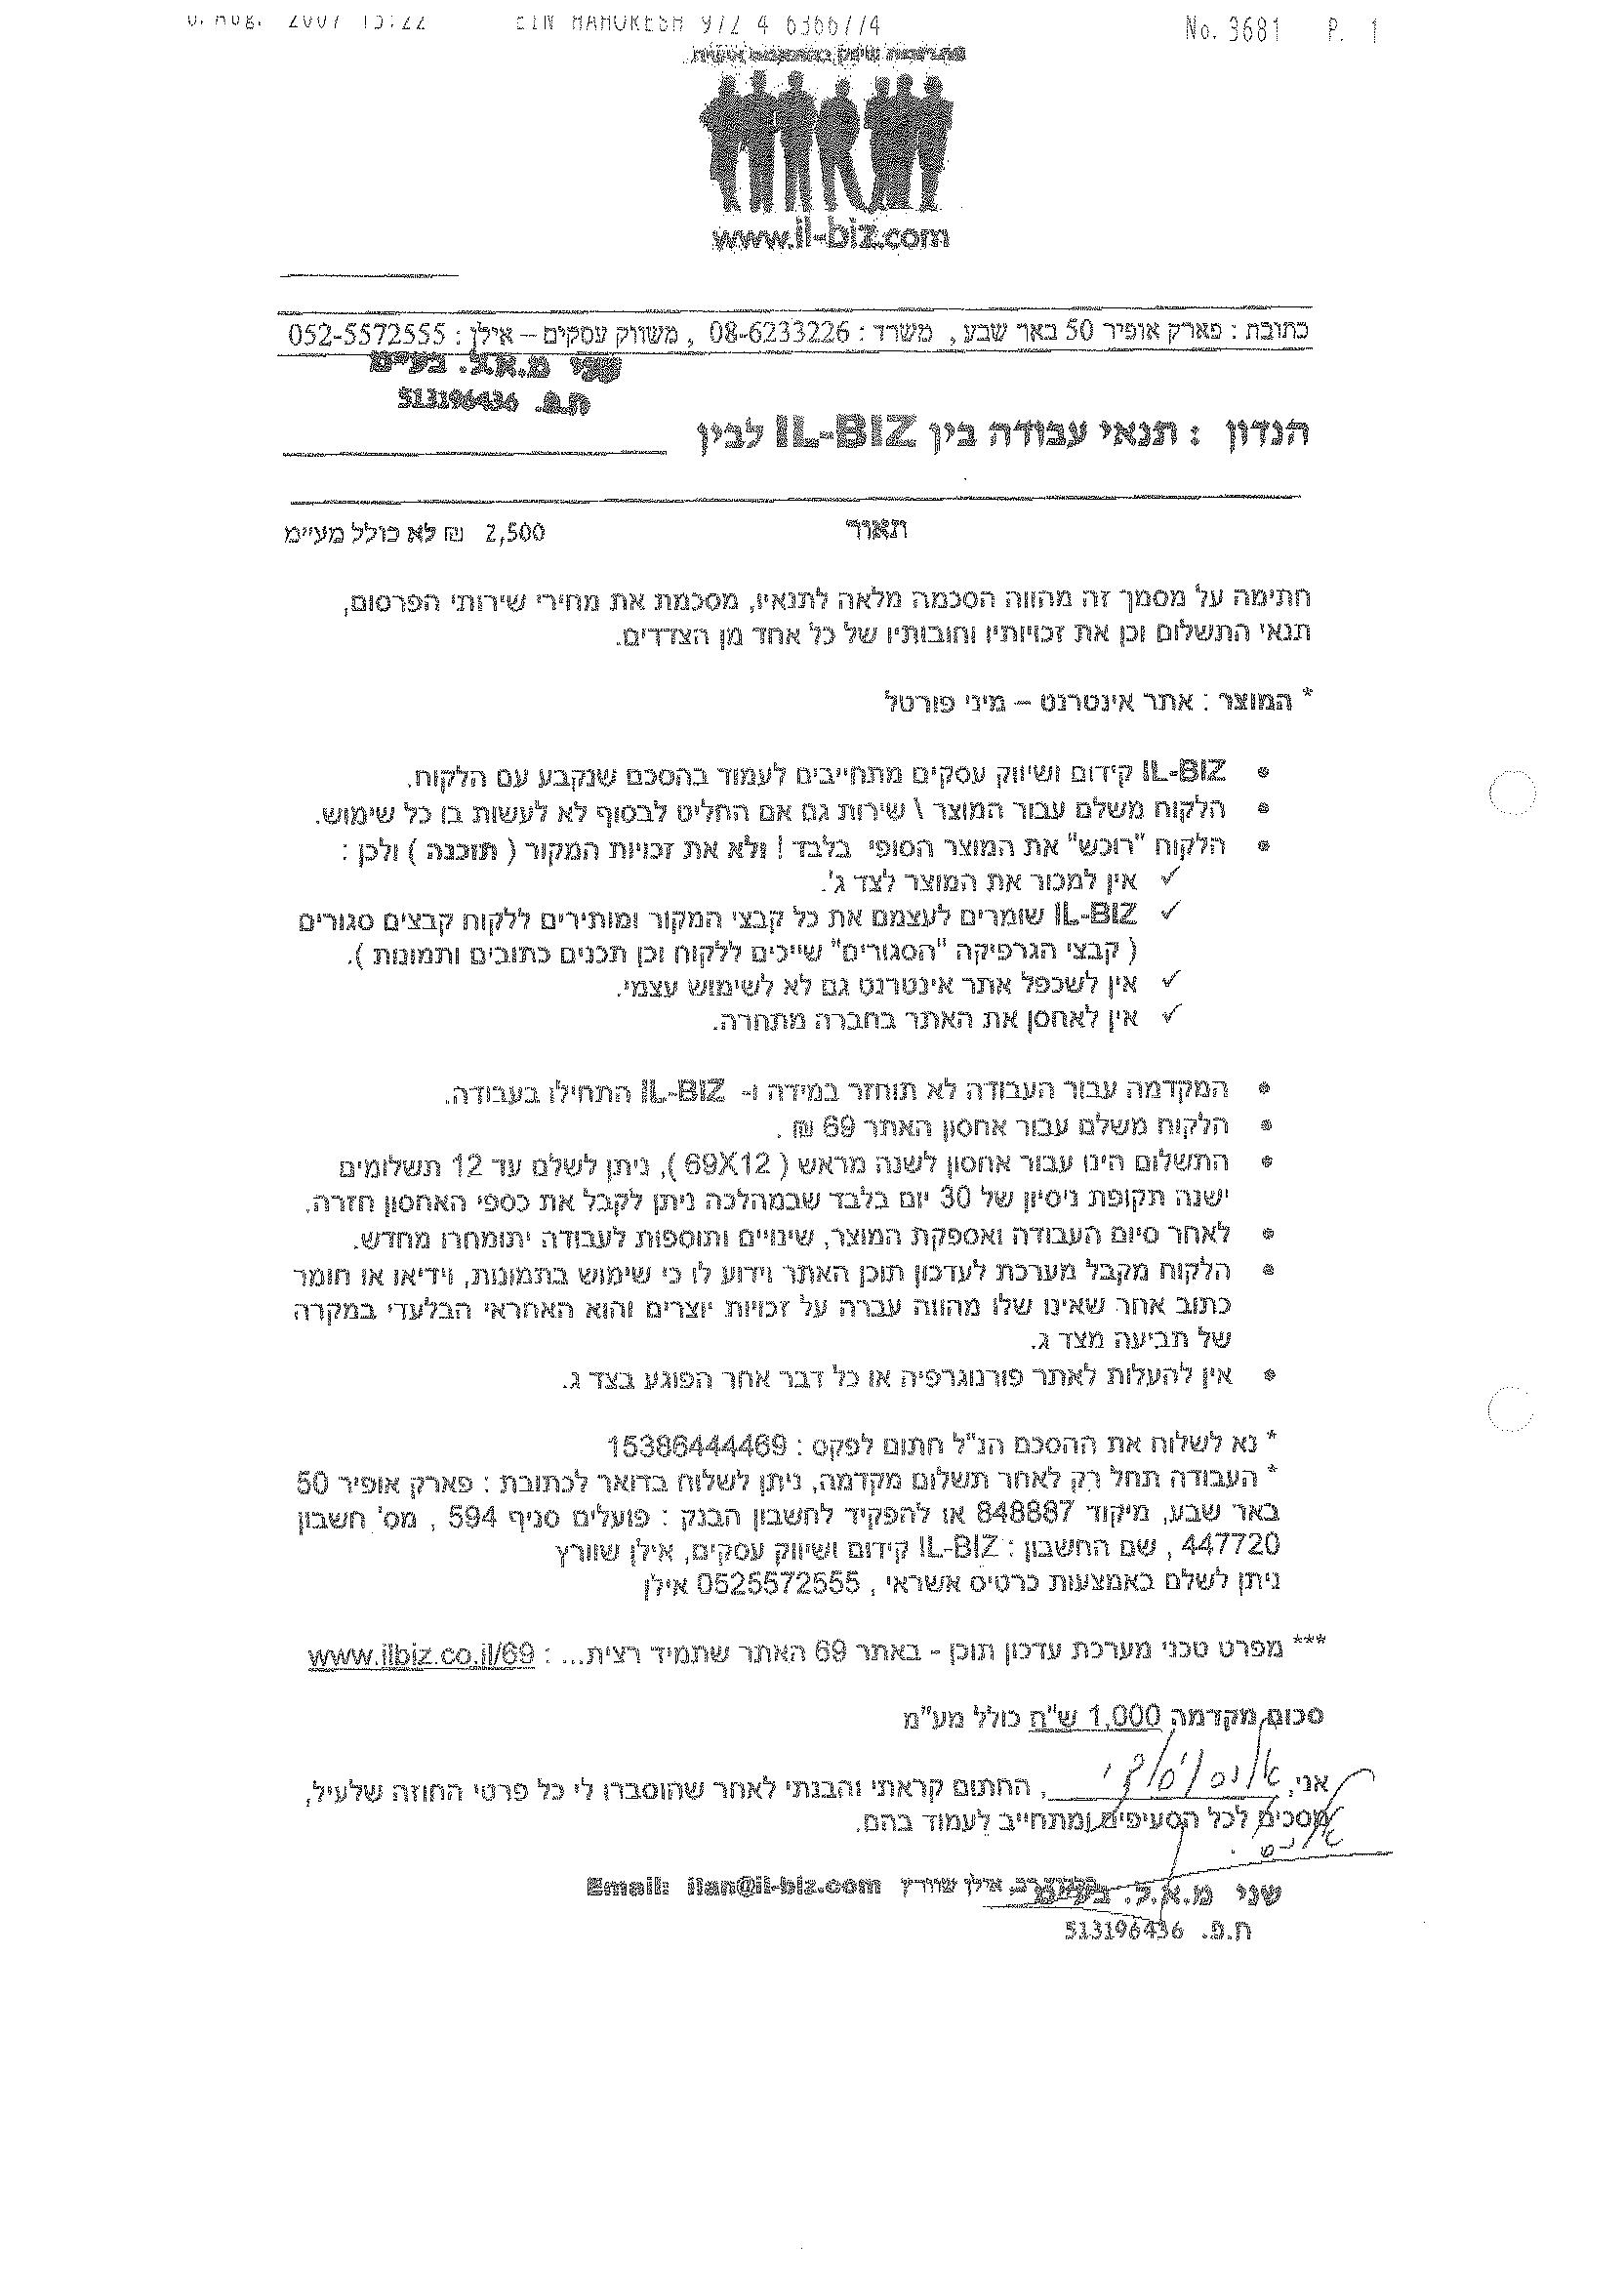 2007 13:22 EIN HAHORESH 972 4 6366774 No. 3681 P. 1
www.il-biz.com
כתובת : פארק אופיר 50 באר שבע , משרד : 08-6233226 , משווק עסקים – אילן : 052-5572555
שני מ.א.ל. בע"מ
ח.פ. 513196436
הנדון : תנאי עבודה בין IL-BIZ לבין
תאור 2,500 ₪ לא כולל מע"מ
חתימה על מסמך זה מהווה הסכמה מלאה לתנאיו, מסכמת את מחירי שירותי הפרסום,
תנאי התשלום וכן את זכויותיו וחובותיו של כל אחד מן הצדדים.
* המוצר : אתר אינטרנט – מיני פורטל
• IL-BIZ קידום ושיווק עסקים מתחייבים לעמוד בהסכם שנקבע עם הלקוח.
• הלקוח משלם עבור המוצר \ שירות גם אם החליט לבסוף לא לעשות בו כל שימוש.
• הלקוח "רוכש" את המוצר הסופי בלבד ! ולא את זכויות המקור ( תוכנה ) ולכן :
✓ אין למכור את המוצר לצד ג'.
✓ IL-BIZ שומרים לעצמם את כל קבצי המקור ומותירים ללקוח קבצים סגורים
( קבצי הגרפיקה "הסגורים" שייכים ללקוח וכן תכנים כתובים ותמונות ).
✓ אין לשכפל אתר אינטרנט גם לא לשימוש עצמי.
✓ אין לאחסן את האתר בחברה מתחרה.
• המקדמה עבור העבודה לא תוחזר במידה ו- IL-BIZ התחילו בעבודה.
• הלקוח משלם עבור אחסון האתר 69 ₪ .
• התשלום הינו עבור אחסון לשנה מראש ( 69X12 ), ניתן לשלם עד 12 תשלומים
ישנה תקופת ניסיון של 30 יום בלבד שבמהלכה ניתן לקבל את כספי האחסון חזרה.
• לאחר סיום העבודה ואספקת המוצר, שינויים ותוספות לעבודה יתומחרו מחדש.
• הלקוח מקבל מערכת לעדכון תוכן האתר וידוע לו כי שימוש בתמונות, וידיאו או חומר
כתוב אחר שאינו שלו מהווה עברה על זכויות יוצרים והוא האחראי הבלעדי במקרה
של תביעה מצד ג.
• אין להעלות לאתר פורנוגרפיה או כל דבר אחר הפוגע בצד ג.
* נא לשלוח את ההסכם הנ"ל חתום לפקס : 15386444469
* העבודה תחל רק לאחר תשלום מקדמה, ניתן לשלוח בדואר לכתובת : פארק אופיר 50
באר שבע, מיקוד 848887 או להפקיד לחשבון הבנק : פועלים סניף 594 , מס' חשבון
447720 , שם החשבון : IL-BIZ קידום ושיווק עסקים, אילן שוורץ
ניתן לשלם באמצעות כרטיס אשראי , 0525572555 אילן
*** מפרט טכני מערכת עדכון תוכן - באתר 69 האתר שתמיד רצית... : www.ilbiz.co.il/69
סכום מקדמה 1,000 ש"ח כולל מע"מ
אני, , החתום קראתי והבנתי לאחר שהוסברו לי כל פרטי החוזה שלעיל,
מסכים לכל הסעיפים ומתחייב לעמוד בהם.
אילן שוורץ Email: ilan@il-biz.com
שני מ.א.ל. בע"מ
ח.פ. 513196436